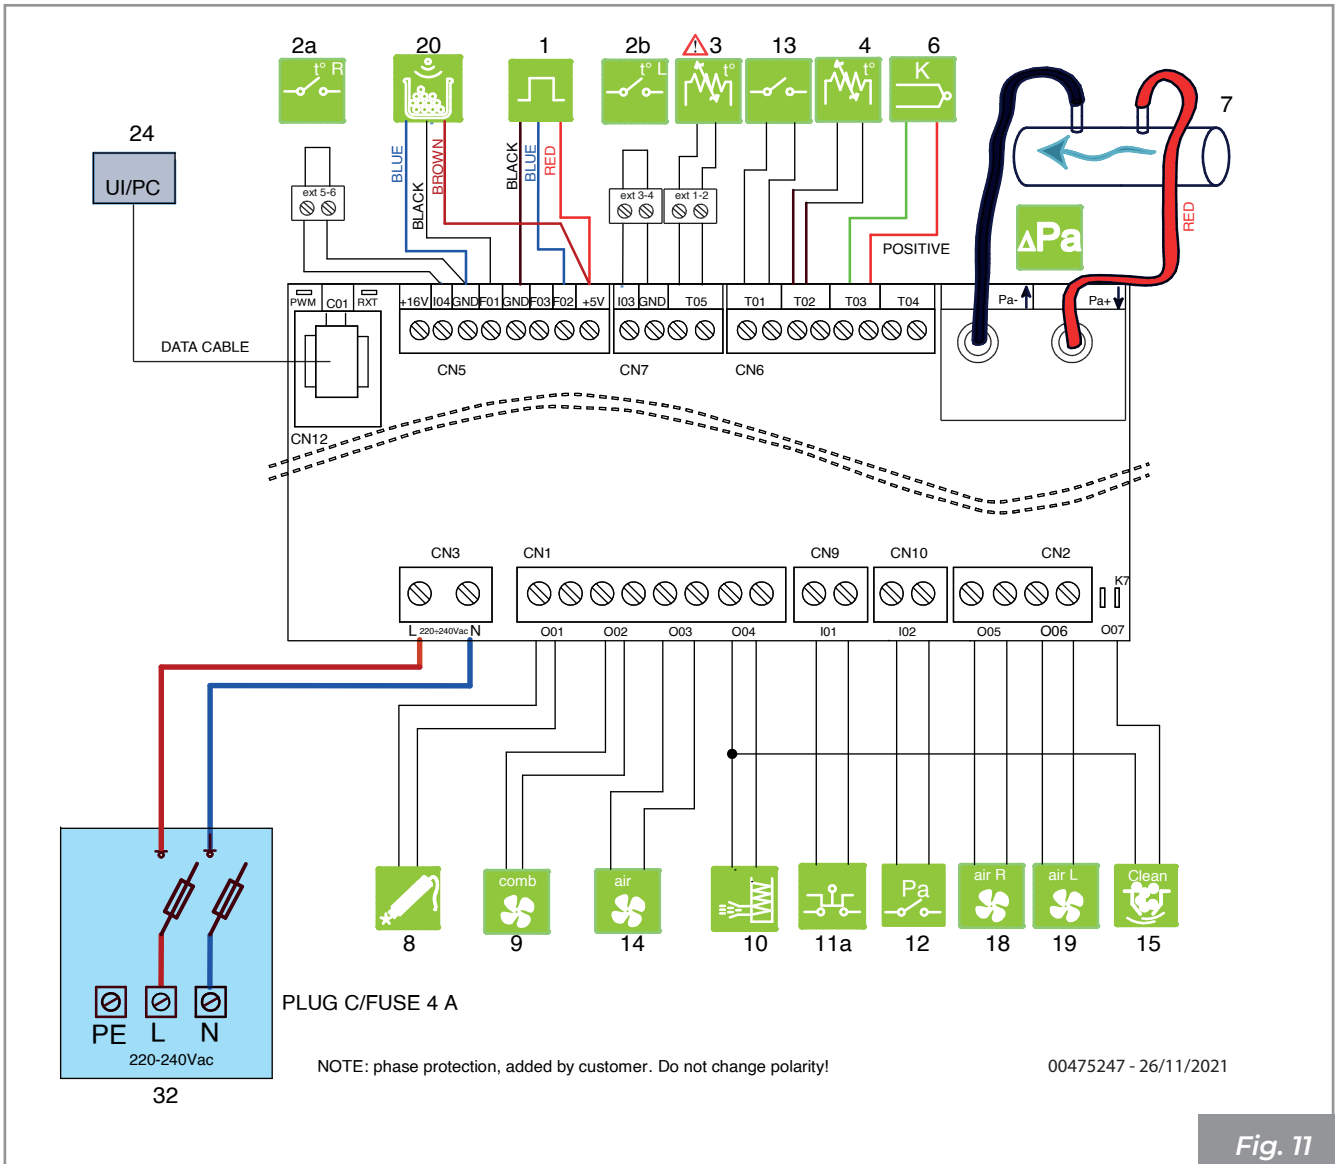 2a 20 1 2b 3 13 4 6
t° R t° L t° t° K
7
24
UI/PC
BLUE
BLACK
BROWN
BLACK
BLUE
RED
ext 5-6 ext 3-4 ext 1-2
RED
ΔPa
POSITIVE
PWM C01 RXT +16V I04 GND F01 GND F03 F02 +5V I03 GND T05 T01 T02 T03 T04 Pa- Pa+
DATA CABLE
CN5 CN7 CN6
CN12
CN3 CN1 CN9 CN10 CN2
K7
L 220÷240Vac N O01 O02 O03 O04 I01 I02 O05 O06 O07
comb air Pa air R air L Clean
8 9 14 10 11a 12 18 19 15
PLUG C/FUSE 4 A
PE L N
220-240Vac
32
NOTE: phase protection, added by customer. Do not change polarity!
00475247 - 26/11/2021
Fig. 11